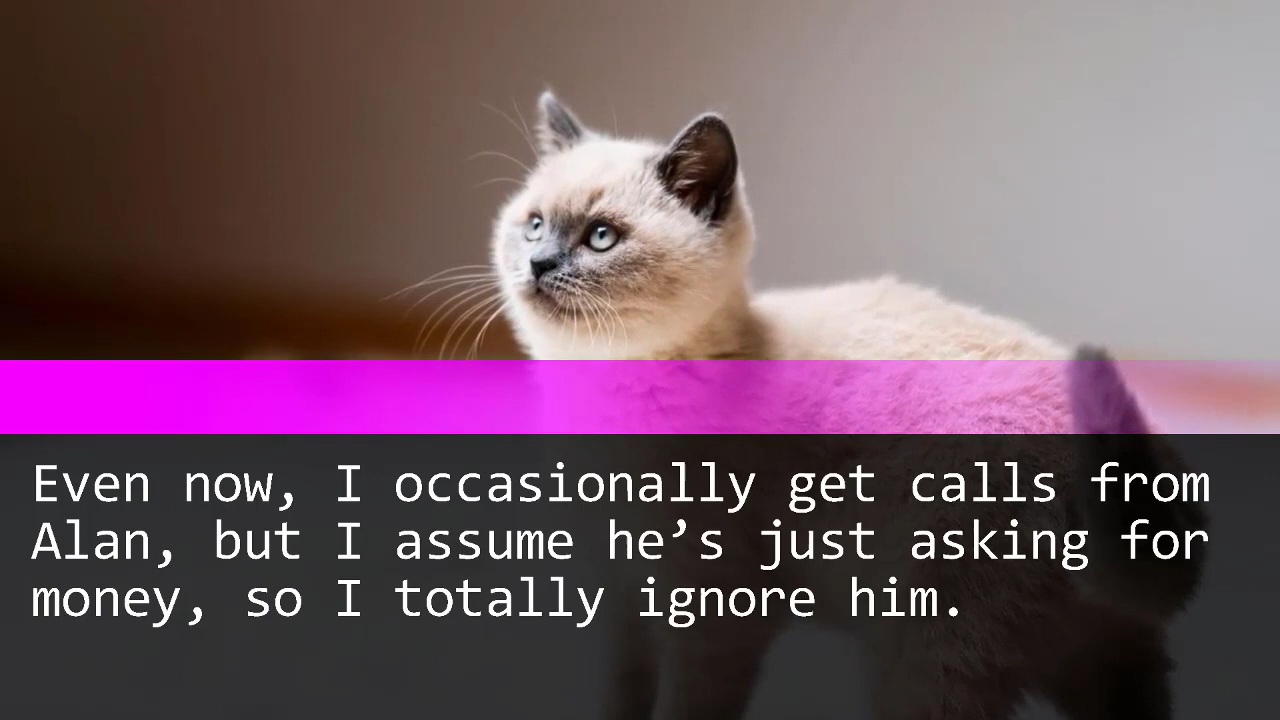 Even now, I occasionally get calls from
Alan, but I assume he’s just asking for
money, so I totally ignore him.